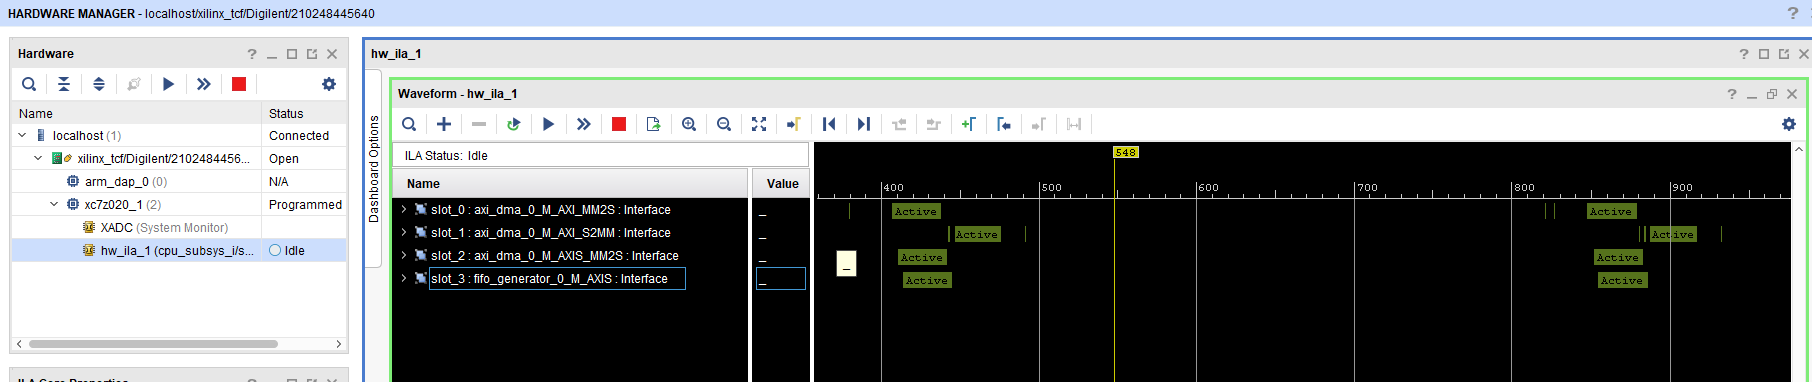 HARDWARE MANAGER - localhost/xilinx_tcf/Digilent/210248445640
Hardware
Name Status
localhost (1) Connected
xilinx_tcf/Digilent/2102484456... Open
arm_dap_0 (0) N/A
xc7z020_1 (2) Programmed
XADC (System Monitor)
hw_ila_1 (cpu_subsys_i/s... Idle
hw_ila_1
Dashboard Options
Waveform - hw_ila_1
ILA Status: Idle
Name Value
548
400 500 600 700 800 900
slot_0 : axi_dma_0_M_AXI_MM2S : Interface _ Active Active
slot_1 : axi_dma_0_M_AXI_S2MM : Interface _ Active Active
slot_2 : axi_dma_0_M_AXIS_MM2S : Interface _ Active Active
slot_3 : fifo_generator_0_M_AXIS : Interface _ Active Active